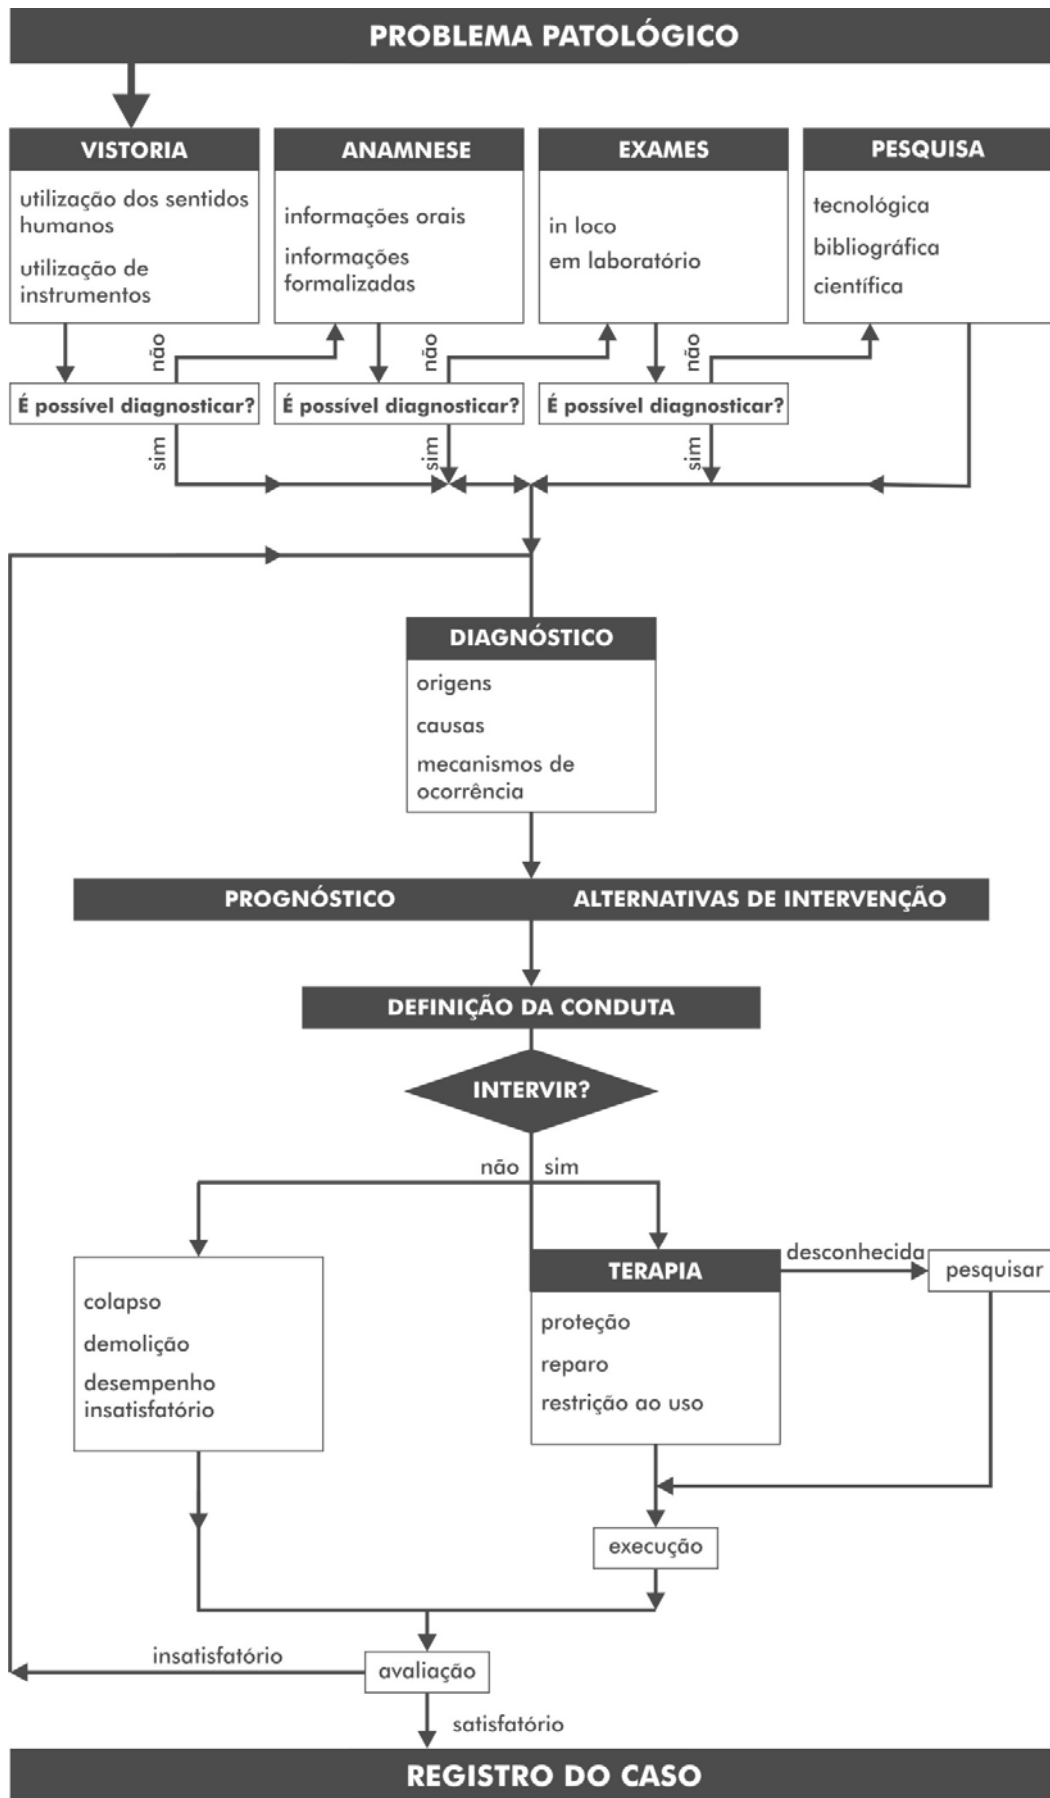 PROBLEMA PATOLÓGICO
VISTORIA
utilização dos sentidos
humanos
utilização de
instrumentos
ANAMNESE
informações orais
informações
formalizadas
EXAMES
in loco
em laboratório
PESQUISA
tecnológica
bibliográfica
científica
não
não
não
É possível diagnosticar?
É possível diagnosticar?
É possível diagnosticar?
sim
sim
sim
DIAGNÓSTICO
origens
causas
mecanismos de
ocorrência
PROGNÓSTICO
ALTERNATIVAS DE INTERVENÇÃO
DEFINIÇÃO DA CONDUTA
INTERVIR?
não
sim
colapso
demolição
desempenho
insatisfatório
TERAPIA
proteção
reparo
restrição ao uso
desconhecida
pesquisar
execução
insatisfatório
avaliação
satisfatório
REGISTRO DO CASO